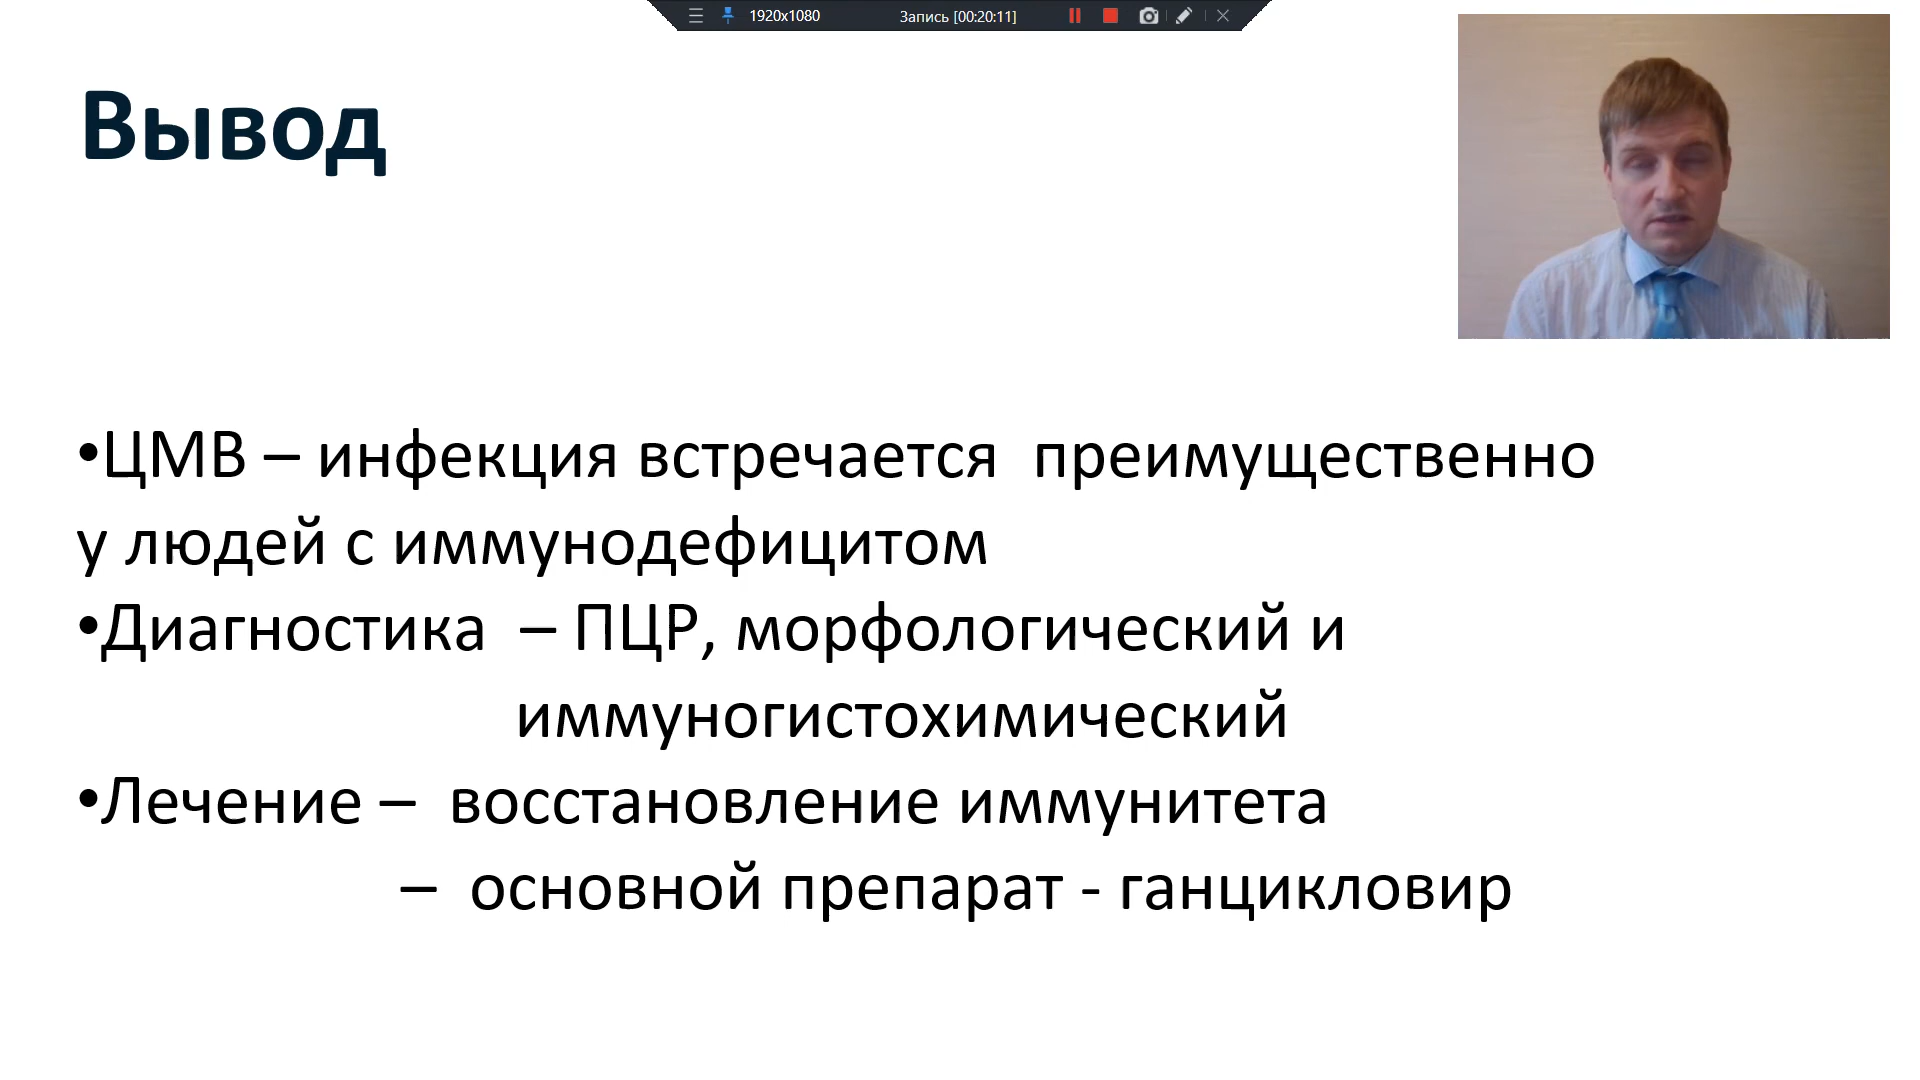 1920x1080 Запись [00:20:11]
Вывод
•ЦМВ – инфекция встречается  преимущественно
у людей с иммунодефицитом
•Диагностика  – ПЦР, морфологический и
иммуногистохимический
•Лечение –  восстановление иммунитета
–  основной препарат - ганцикловир